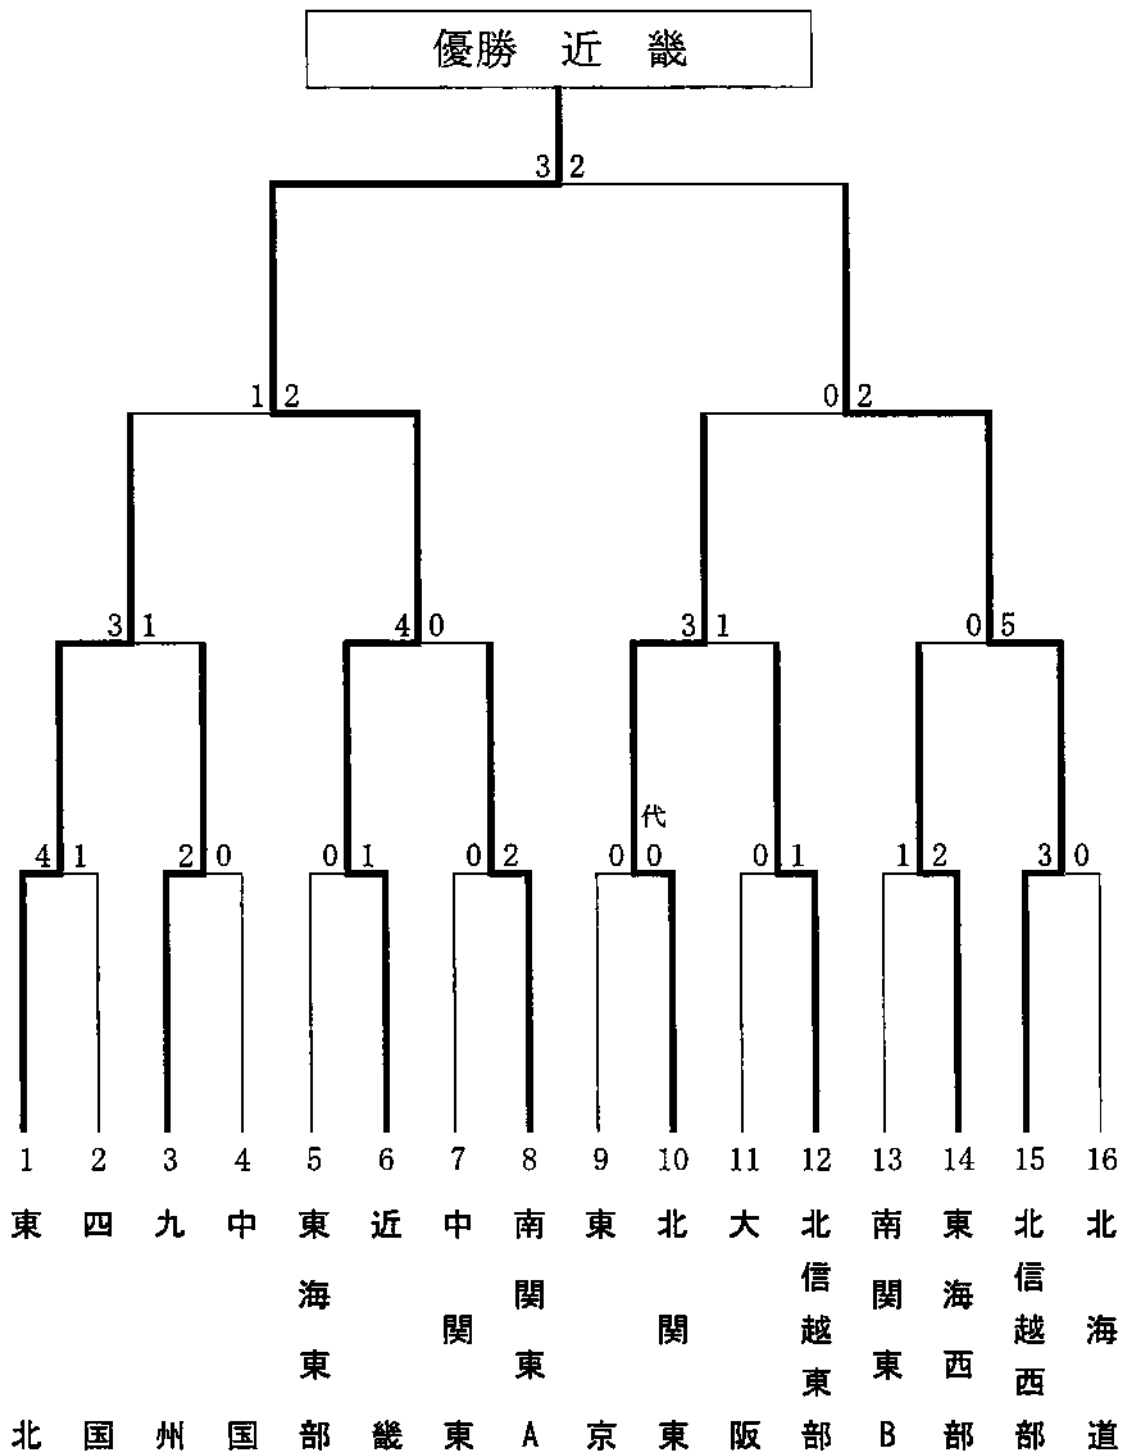 優勝 近 畿
3 2
1 2 0 2
3 1 4 0 3 1 0 5
代
4 1 2 0 0 1 0 2 0 0 0 1 1 2 3 0
1 2 3 4 5 6 7 8 9 10 11 12 13 14 15 16
東北
四国
九州
中国
東海東部
近畿
中関東
南関東A
東京
北関東
大阪
北信越東部
南関東B
東海西部
北信越西部
北海道